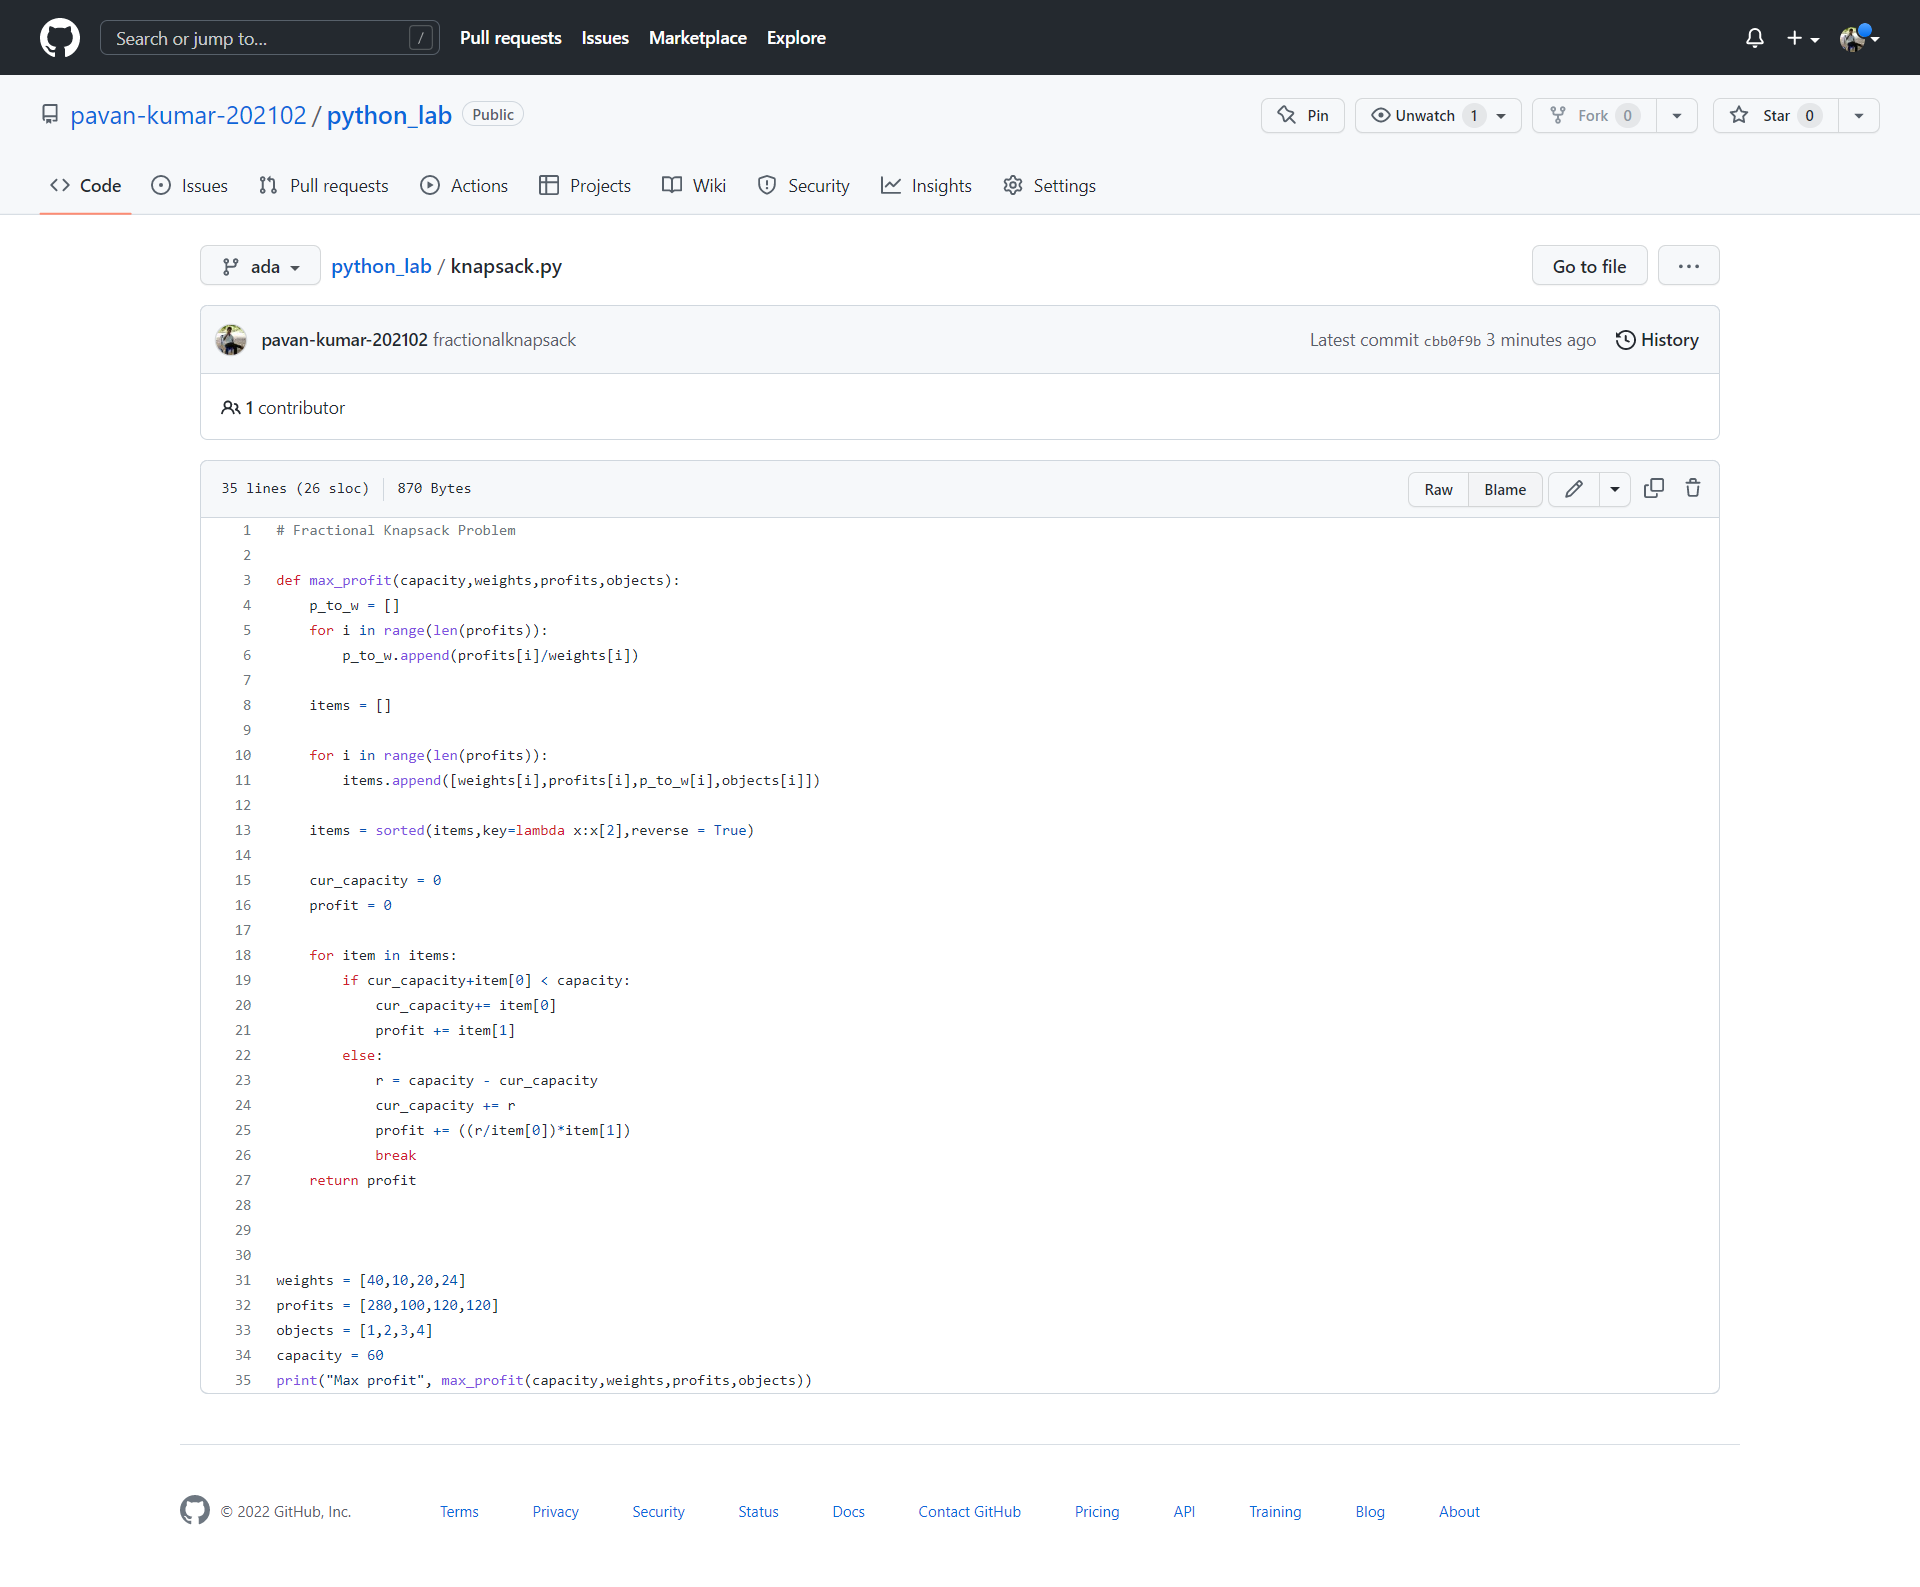 Search or jump to... /
Pull requests Issues Marketplace Explore
pavan-kumar-202102 / python_lab Public
Pin Unwatch 1 Fork 0 Star 0
Code Issues Pull requests Actions Projects Wiki Security Insights Settings
ada python_lab / knapsack.py
Go to file ...
pavan-kumar-202102 fractionalknapsack
Latest commit cbb0f9b 3 minutes ago History
1 contributor
35 lines (26 sloc) 870 Bytes
Raw Blame
1 # Fractional Knapsack Problem
2
3 def max_profit(capacity,weights,profits,objects):
4     p_to_w = []
5     for i in range(len(profits)):
6         p_to_w.append(profits[i]/weights[i])
7
8     items = []
9
10     for i in range(len(profits)):
11         items.append([weights[i],profits[i],p_to_w[i],objects[i]])
12
13     items = sorted(items,key=lambda x:x[2],reverse = True)
14
15     cur_capacity = 0
16     profit = 0
17
18     for item in items:
19         if cur_capacity+item[0] < capacity:
20             cur_capacity+= item[0]
21             profit += item[1]
22         else:
23             r = capacity - cur_capacity
24             cur_capacity += r
25             profit += ((r/item[0])*item[1])
26             break
27     return profit
28
29
30
31 weights = [40,10,20,24]
32 profits = [280,100,120,120]
33 objects = [1,2,3,4]
34 capacity = 60
35 print("Max profit", max_profit(capacity,weights,profits,objects))
© 2022 GitHub, Inc. Terms Privacy Security Status Docs Contact GitHub Pricing API Training Blog About